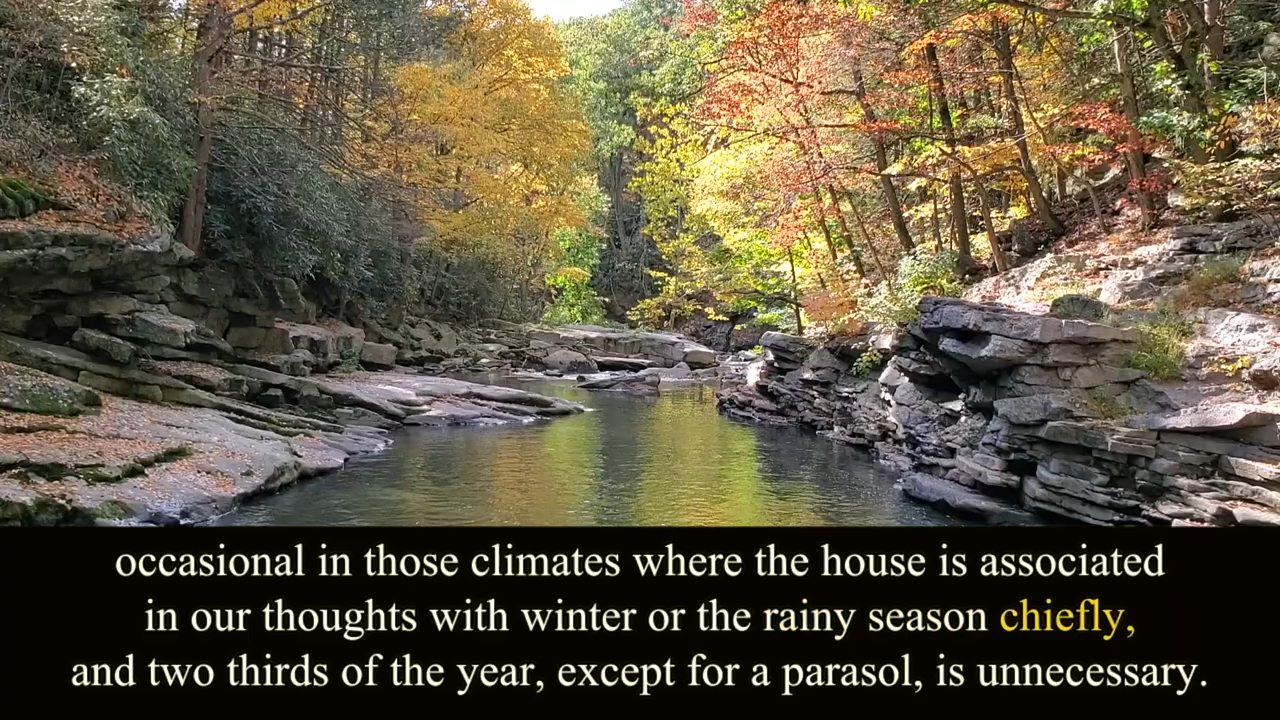 occasional in those climates where the house is associated
in our thoughts with winter or the rainy season chiefly,
and two thirds of the year, except for a parasol, is unnecessary.